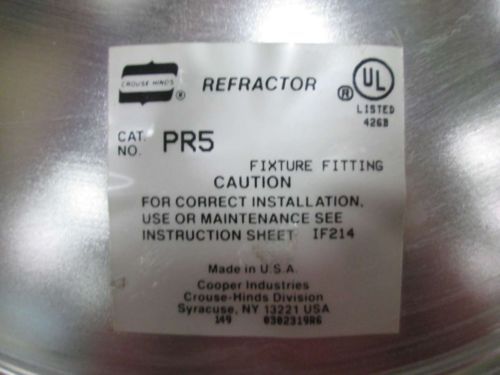 CROUSE-HINDS
®
REFRACTOR
®
UL
LISTED
426B
CAT. NO. PR5
FIXTURE FITTING
CAUTION
FOR CORRECT INSTALLATION,
USE OR MAINTENANCE SEE
INSTRUCTION SHEET IF214
Made in U.S.A.
Cooper Industries
Crouse-Hinds Division
Syracuse, NY 13221 USA
149 0302319R6